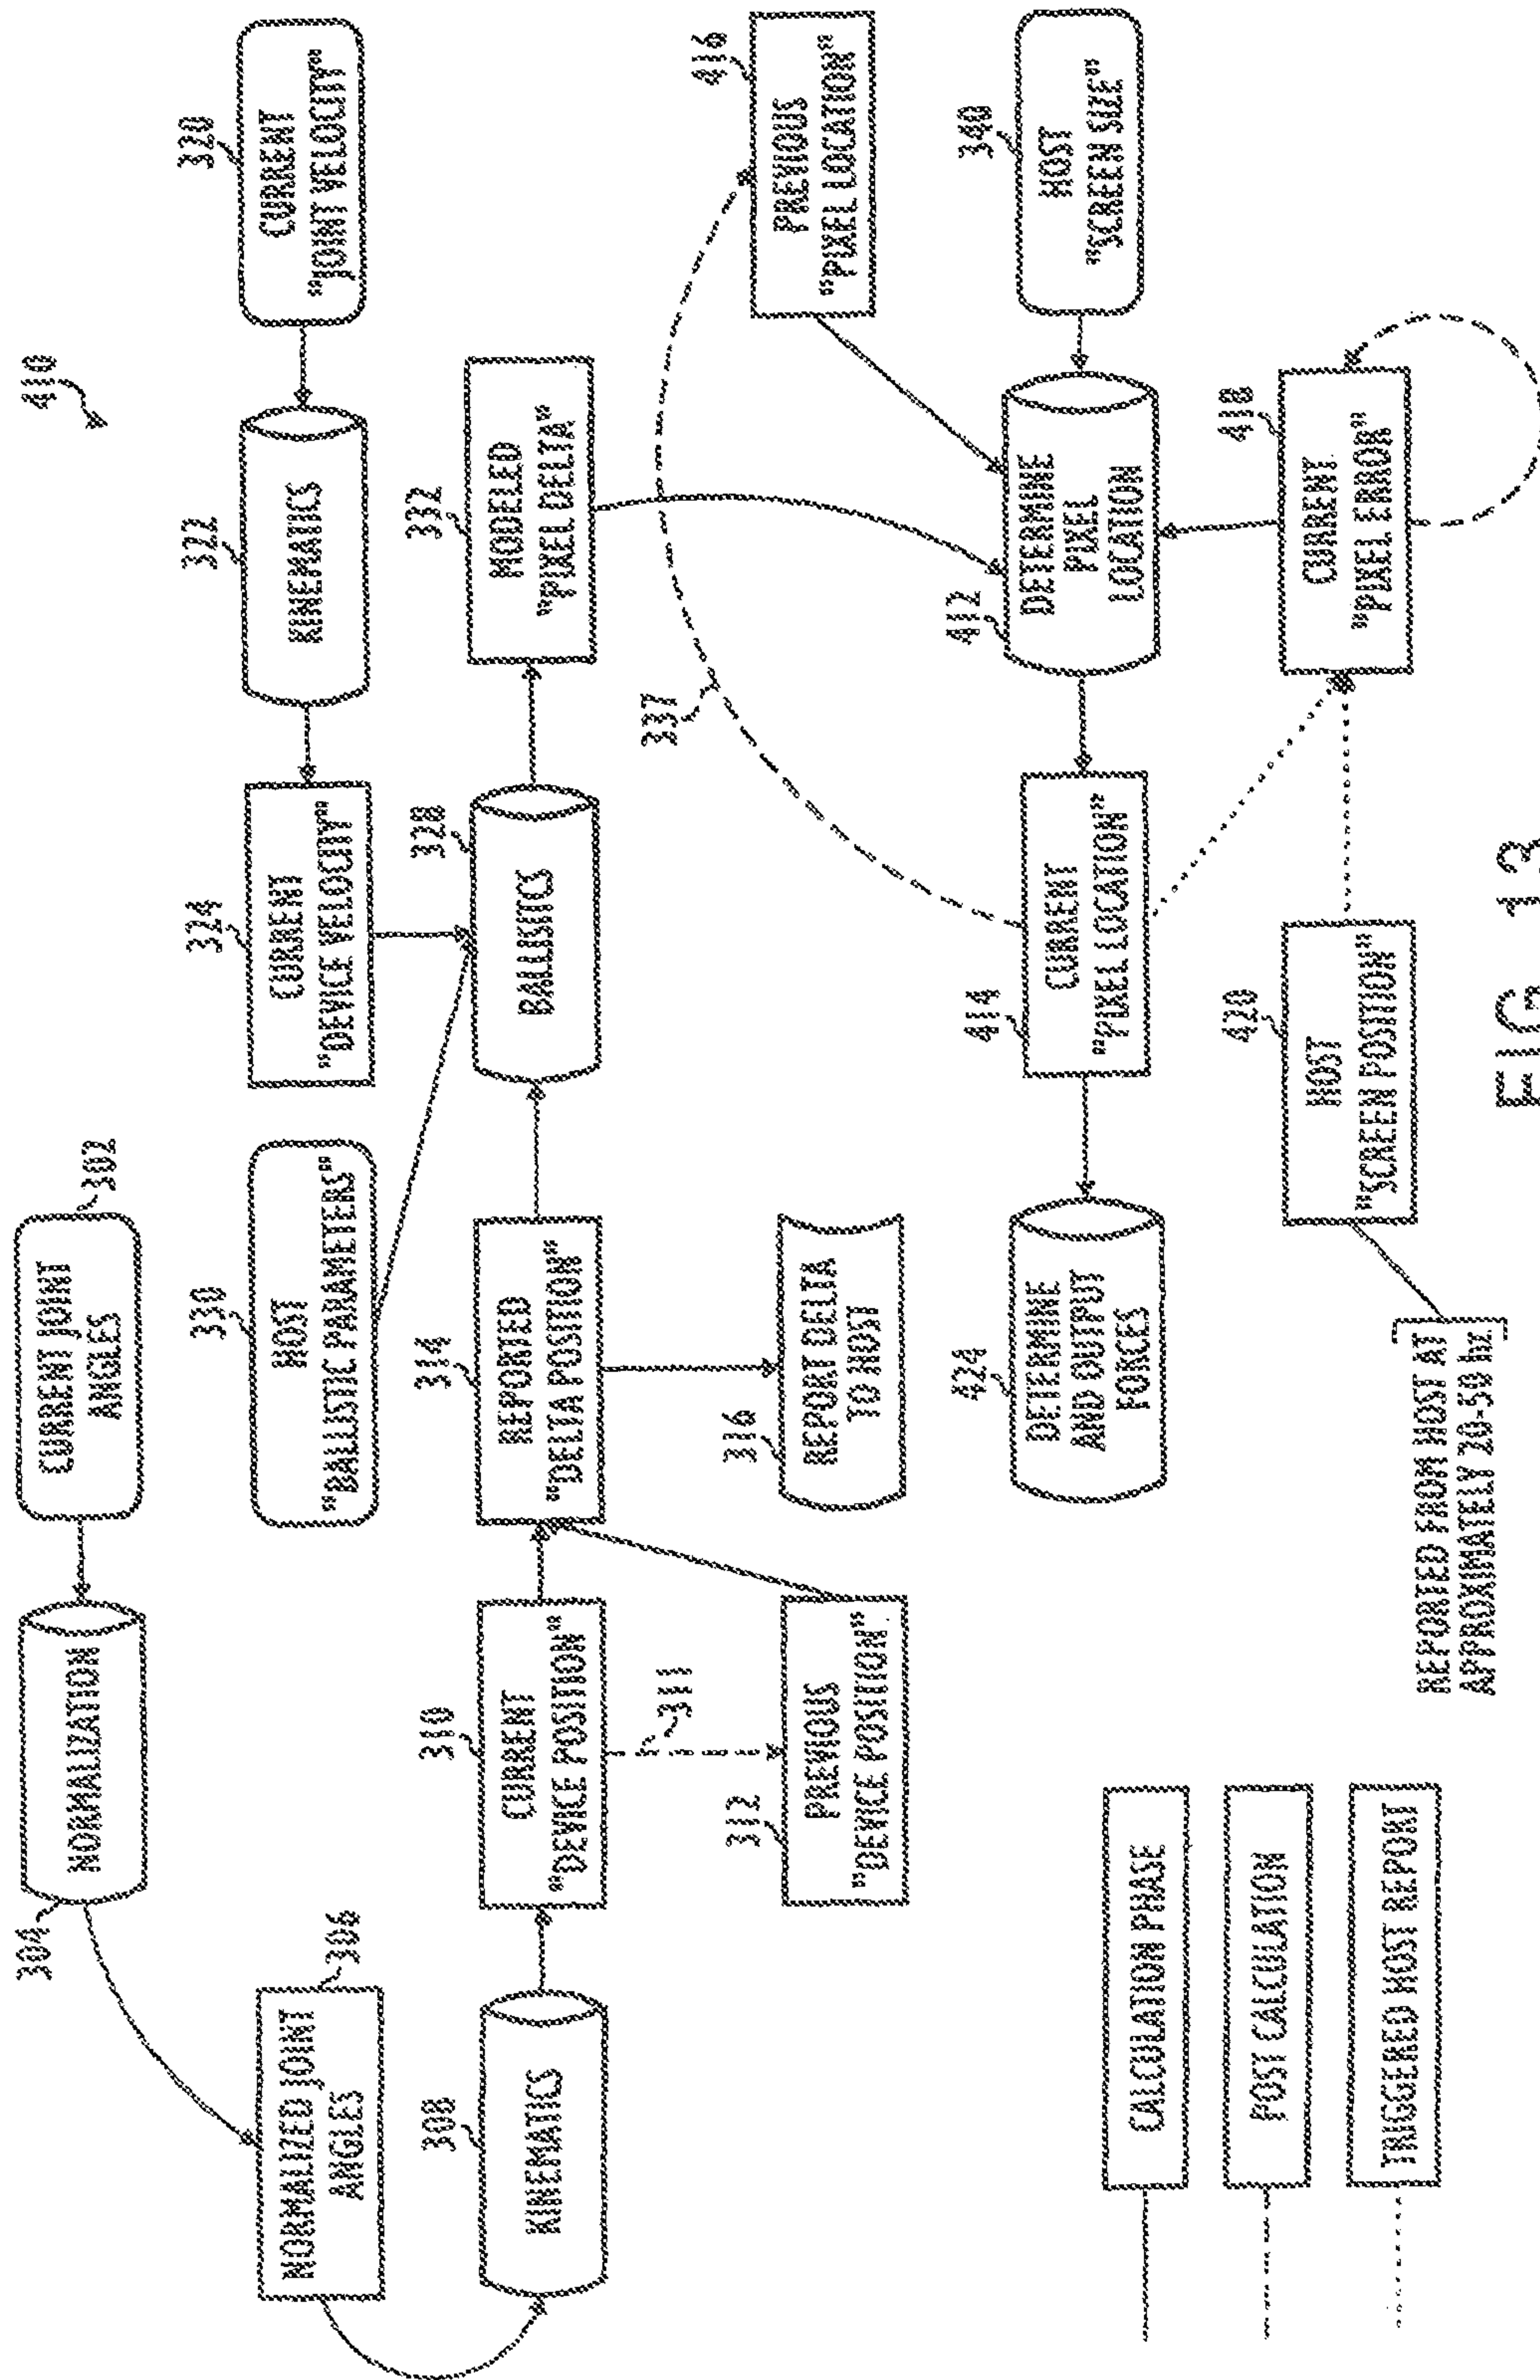 410
302
CURRENT JOINT
ANGLES
NORMALIZATION
304
NORMALIZED JOINT
ANGLES
306
320
CURRENT
"JOINT VELOCITY"
322
KINEMATICS
324
CURRENT
"DEVICE VELOCITY"
330
HOST
"BALLISTIC PARAMETERS"
308
KINEMATICS
310
CURRENT
"DEVICE POSITION"
311
312
PREVIOUS
"DEVICE POSITION"
314
REPORTED
"DELTA POSITION"
316
REPORT DELTA
TO HOST
328
BALLISITCS
332
MODELED
"PIXEL DELTA"
337
416
PREVIOUS
"PIXEL LOCATION"
340
HOST
"SCREEN SIZE"
412
DETERMINE
PIXEL
LOCATION
414
CURRENT
"PIXEL LOCATION"
424
DETERMINE
AND OUTPUT
FORCES
418
CURRENT
"PIXEL ERROR"
420
HOST
"SCREEN POSITION"
REPORTED FROM HOST AT
APPROXIMATELY 20-50 hz.
CALCULATION PHASE
POST CALCULATION
TRIGGERED HOST REPORT
FIG. 13